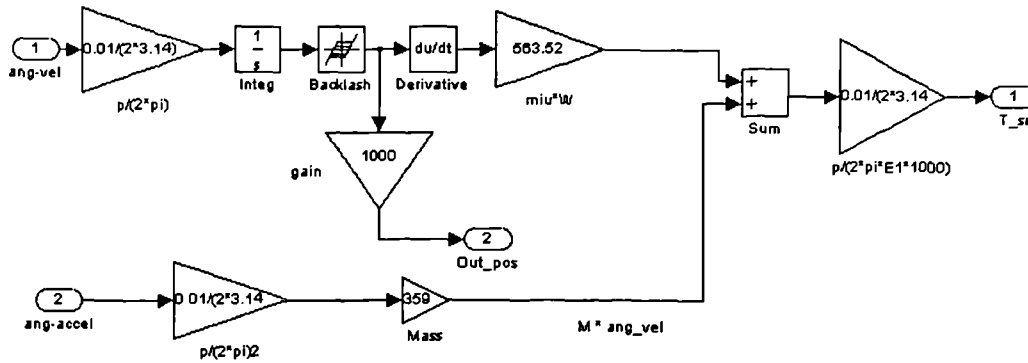 1
ang-vel
0.01/(2*3.14)
p/(2*pi)
1
s
Integ
Backlash
du/dt
Derivative
563.52
miu*W
+
+
Sum
0.01/(2*3.14
p/(2*pi*E1*1000)
1
T_sc
1000
gain
2
Out_pos
2
ang-accel
0.01/(2*3.14
p/(2*pi)2
359
Mass
M * ang_vel